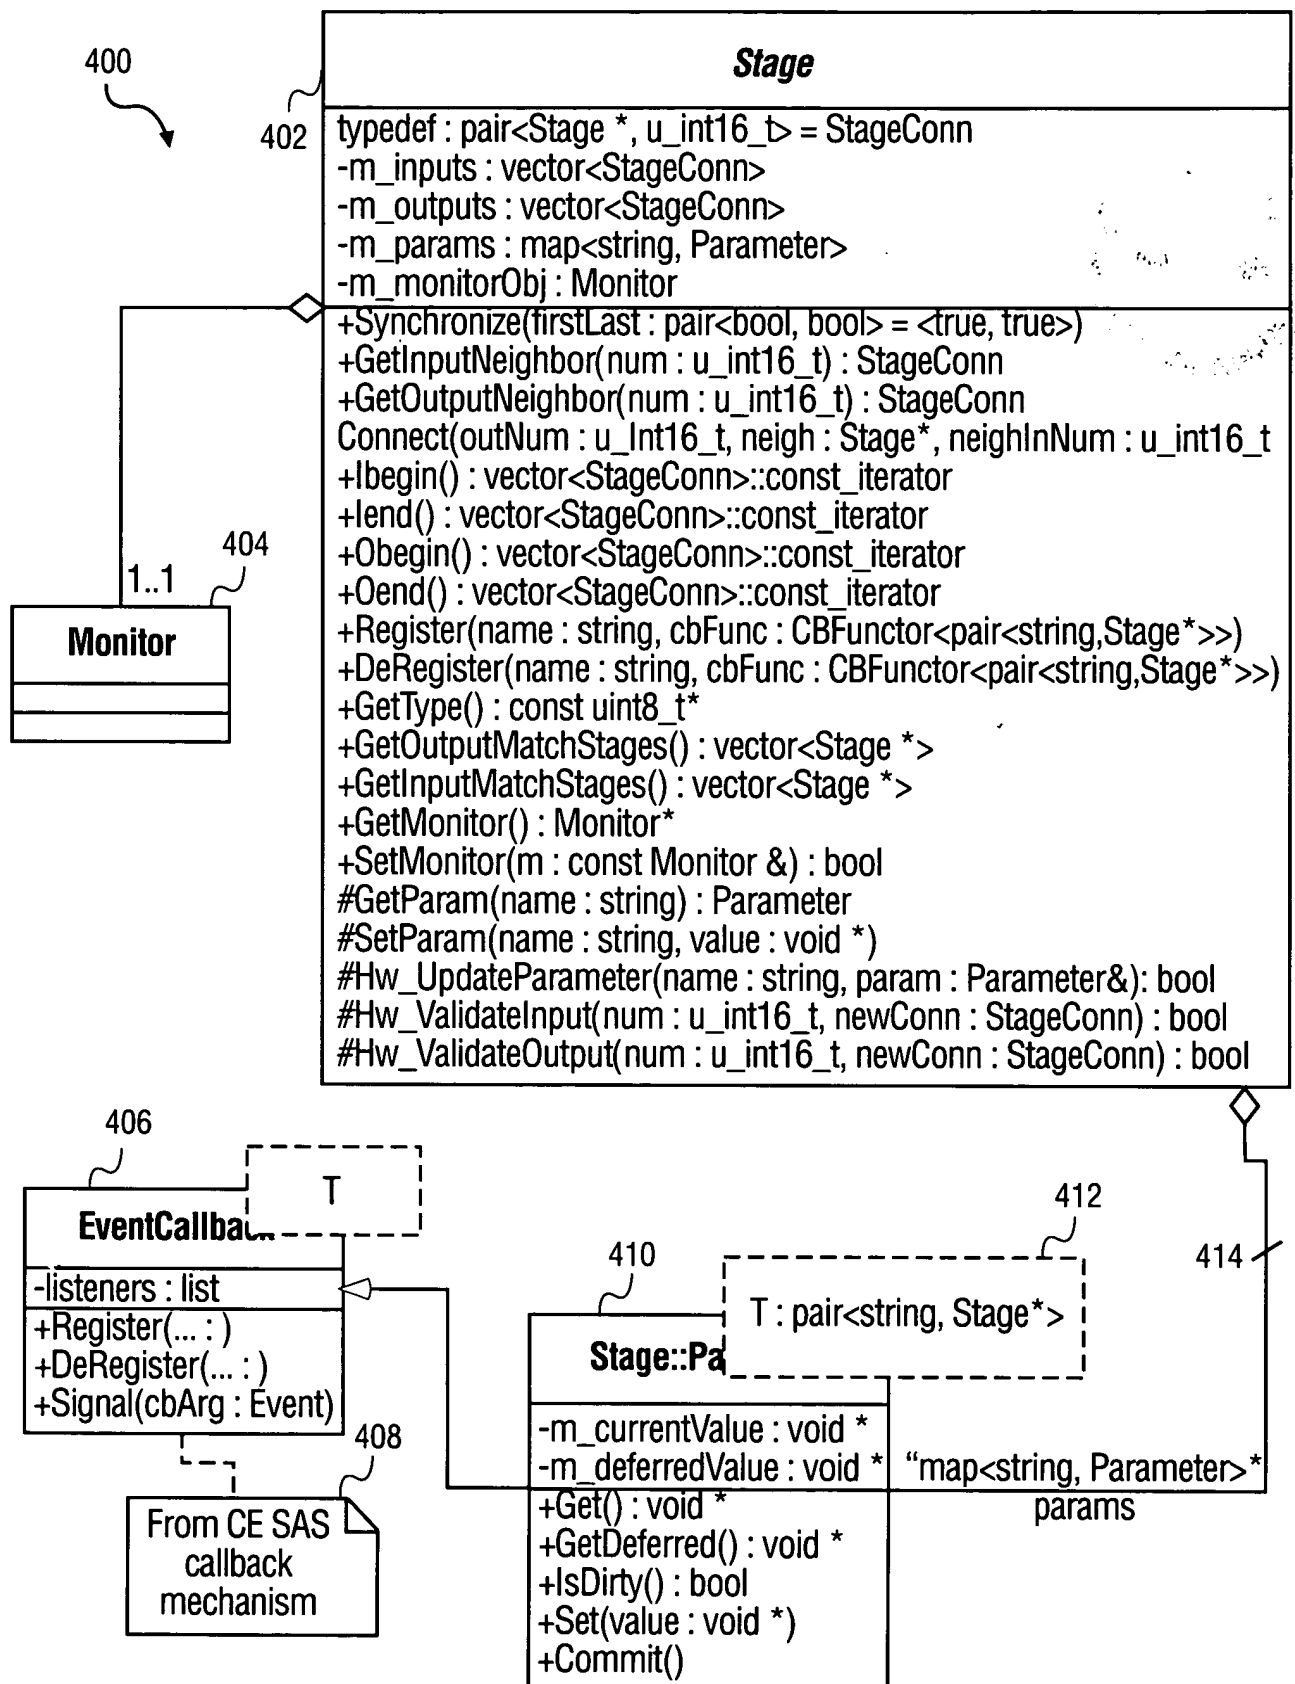 400
402
Stage
typedef : pair<Stage *, u_int16_t> = StageConn
-m_inputs : vector<StageConn>
-m_outputs : vector<StageConn>
-m_params : map<string, Parameter>
-m_monitorObj : Monitor
+Synchronize(firstLast : pair<bool, bool> = <true, true>)
+GetInputNeighbor(num : u_int16_t) : StageConn
+GetOutputNeighbor(num : u_int16_t) : StageConn
Connect(outNum : u_Int16_t, neigh : Stage*, neighInNum : u_int16_t
+Ibegin() : vector<StageConn>::const_iterator
+Iend() : vector<StageConn>::const_iterator
+Obegin() : vector<StageConn>::const_iterator
+Oend() : vector<StageConn>::const_iterator
+Register(name : string, cbFunc : CBFunctor<pair<string,Stage*>>)
+DeRegister(name : string, cbFunc : CBFunctor<pair<string,Stage*>>)
+GetType() : const uint8_t*
+GetOutputMatchStages() : vector<Stage *>
+GetInputMatchStages() : vector<Stage *>
+GetMonitor() : Monitor*
+SetMonitor(m : const Monitor &) : bool
#GetParam(name : string) : Parameter
#SetParam(name : string, value : void *)
#Hw_UpdateParameter(name : string, param : Parameter&): bool
#Hw_ValidateInput(num : u_int16_t, newConn : StageConn) : bool
#Hw_ValidateOutput(num : u_int16_t, newConn : StageConn) : bool
404
1..1
Monitor
406
T
EventCallback
-listeners : list
+Register(... : )
+DeRegister(... : )
+Signal(cbArg : Event)
408
From CE SAS
callback
mechanism
410
412
T : pair<string, Stage*>
Stage::Pa
-m_currentValue : void *
-m_deferredValue : void *
+Get() : void *
+GetDeferred() : void *
+IsDirty() : bool
+Set(value : void *)
+Commit()
414
“map<string, Parameter>*
params